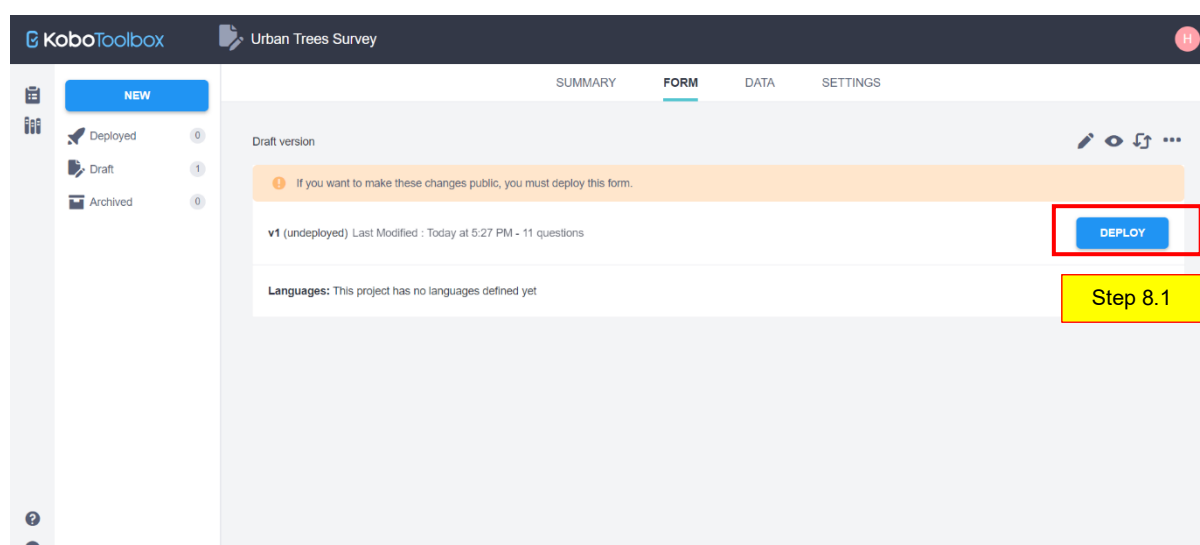 KoboToolbox
Urban Trees Survey
H
SUMMARY FORM DATA SETTINGS
NEW
Deployed 0
Draft 1
Archived 0
Draft version
If you want to make these changes public, you must deploy this form.
v1 (undeployed) Last Modified : Today at 5:27 PM - 11 questions
DEPLOY
Languages: This project has no languages defined yet
Step 8.1